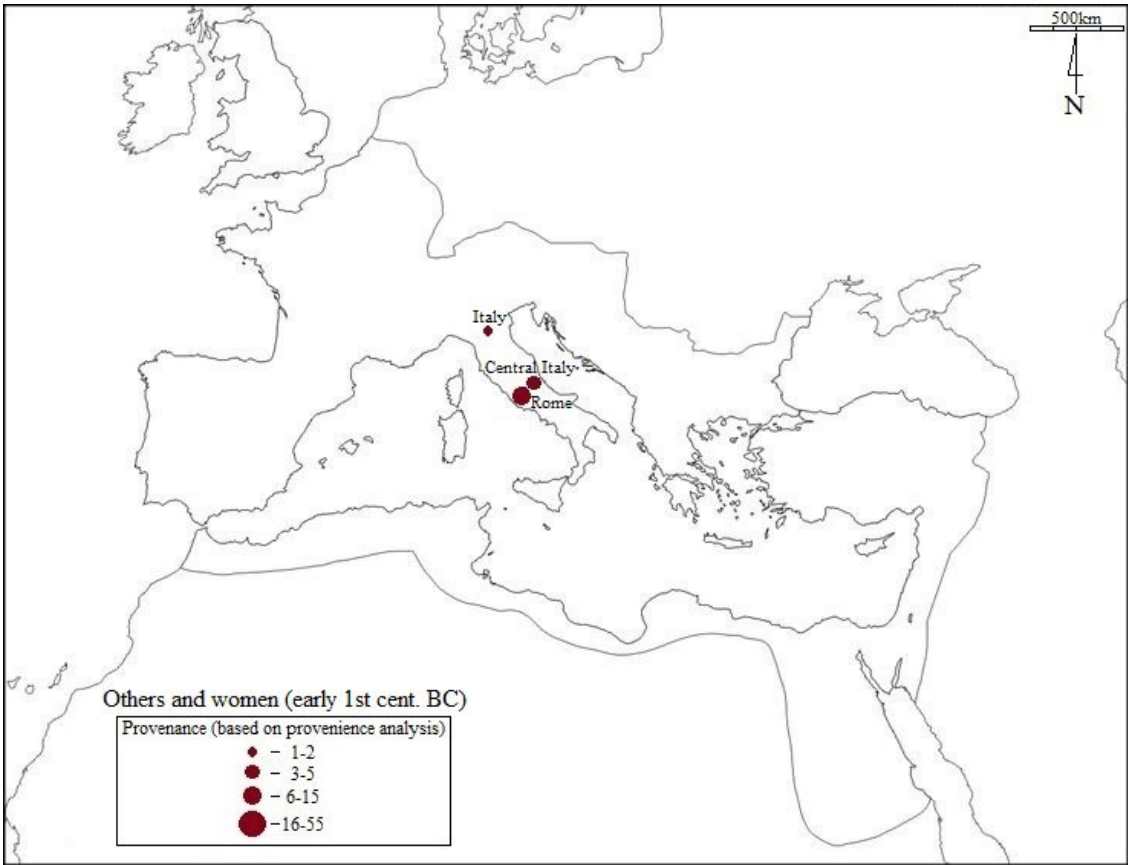 500km
N
Italy
Central Italy
Rome
Others and women (early 1st cent. BC)
Provenance (based on provenience analysis)
- 1-2
- 3-5
- 6-15
-16-55